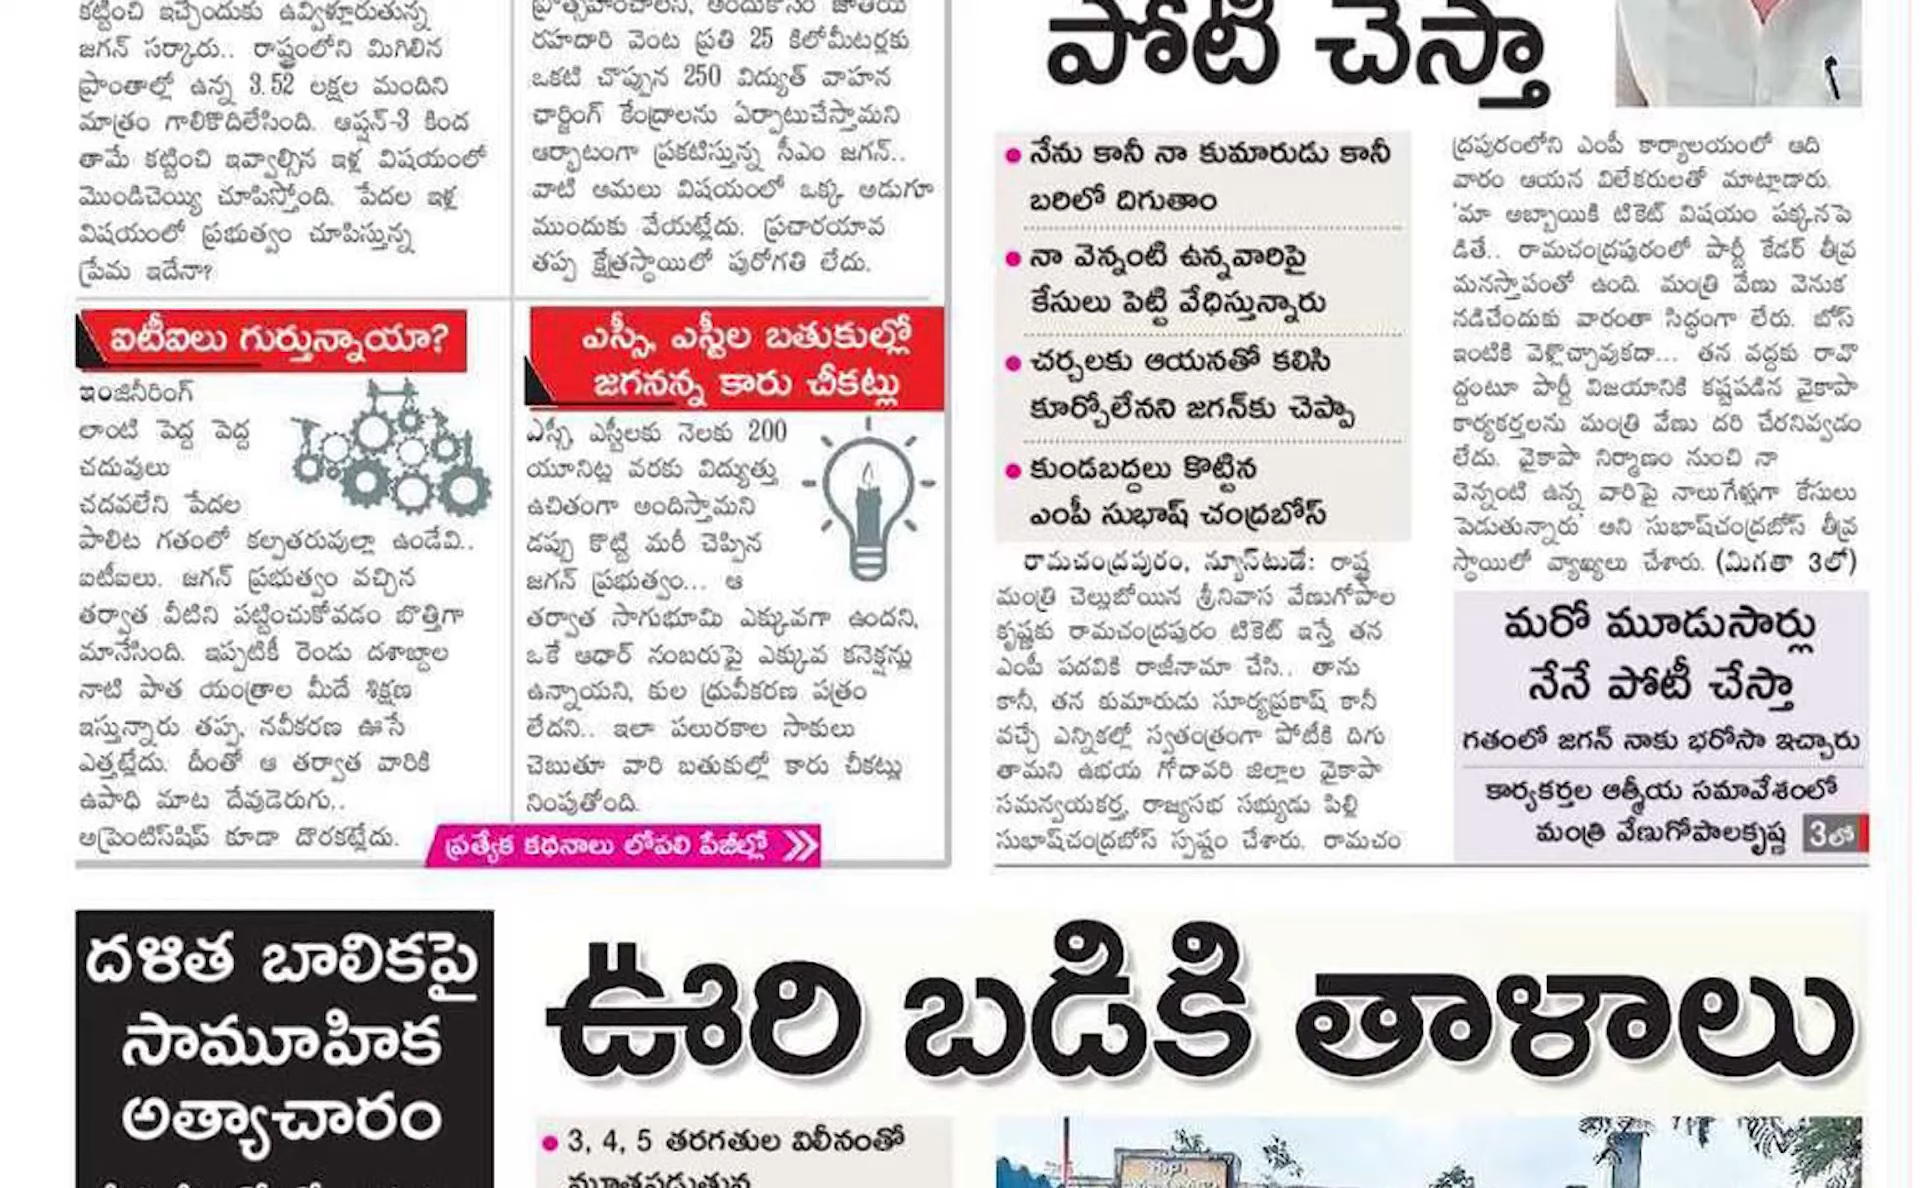 కట్టించి ఇచ్చేందుకు ఉవ్విళ్లూరుతున్న
జగన్ సర్కారు.. రాష్ట్రంలోని మిగిలిన
ప్రాంతాల్లో ఉన్న 3.52 లక్షల మందిని
మాత్రం గాలికొదిలేసింది. ఆప్షన్-3 కింద
తామే కట్టించి ఇవ్వాల్సిన ఇళ్ల విషయంలో
మొండిచెయ్యి చూపిస్తోంది. పేదల ఇళ్ల
విషయంలో ప్రభుత్వం చూపిస్తున్న
ప్రేమ ఇదేనా?
ఐటీఐలు గుర్తున్నాయా?
ఇంజినీరింగ్
లాంటి పెద్ద పెద్ద
చదువులు
చదవలేని పేదల
పాలిట గతంలో కల్పతరువుల్లా ఉండేవి..
ఐటీఐలు. జగన్ ప్రభుత్వం వచ్చిన
తర్వాత వీటిని పట్టించుకోవడం బొత్తిగా
మానేసింది. ఇప్పటికీ రెండు దశాబ్దాల
నాటి పాత యంత్రాల మీదే శిక్షణ
ఇస్తున్నారు తప్ప, నవీకరణ ఊసే
ఎత్తట్లేదు. దీంతో ఆ తర్వాత వారికి
ఉపాధి మాట దేవుడెరుగు..
అప్రెంటిస్‌షిప్ కూడా దొరకట్లేదు.
ప్రోత్సహించాలని, అందుకోసం జాతీయ
రహదారి వెంట ప్రతి 25 కిలోమీటర్లకు
ఒకటి చొప్పున 250 విద్యుత్ వాహన
ఛార్జింగ్ కేంద్రాలను ఏర్పాటుచేస్తామని
ఆర్భాటంగా ప్రకటిస్తున్న సీఎం జగన్..
వాటి అమలు విషయంలో ఒక్క అడుగూ
ముందుకు వేయట్లేదు. ప్రచారయావ
తప్ప క్షేత్రస్థాయిలో పురోగతి లేదు.
ఎస్సీ, ఎస్టీల బతుకుల్లో
జగనన్న కారు చీకట్లు
ఎస్సీ, ఎస్టీలకు నెలకు 200
యూనిట్ల వరకు విద్యుత్తు
ఉచితంగా అందిస్తామని
డప్పు కొట్టి మరీ చెప్పిన
జగన్ ప్రభుత్వం... ఆ
తర్వాత సాగుభూమి ఎక్కువగా ఉందని,
ఒకే ఆధార్ నంబరుపై ఎక్కువ కనెక్షన్లు
ఉన్నాయని, కుల ధ్రువీకరణ పత్రం
లేదని.. ఇలా పలురకాల సాకులు
చెబుతూ వారి బతుకుల్లో కారు చీకట్లు
నింపుతోంది.
ప్రత్యేక కథనాలు లోపలి పేజీల్లో
పోటీ చేస్తా
• నేను కానీ నా కుమారుడు కానీ
బరిలో దిగుతాం
• నా వెన్నంటి ఉన్నవారిపై
కేసులు పెట్టి వేధిస్తున్నారు
• చర్చలకు ఆయనతో కలిసి
కూర్చోలేనని జగన్‌కు చెప్పా
• కుండబద్దలు కొట్టిన
ఎంపీ సుభాష్ చంద్రబోస్
రామచంద్రపురం, న్యూస్‌టుడే: రాష్ట్ర
మంత్రి చెల్లుబోయిన శ్రీనివాస వేణుగోపాల
కృష్ణకు రామచంద్రపురం టికెట్ ఇస్తే తన
ఎంపీ పదవికి రాజీనామా చేసి.. తాను
కానీ, తన కుమారుడు సూర్యప్రకాష్ కానీ
వచ్చే ఎన్నికల్లో స్వతంత్రంగా పోటీకి దిగు
తామని ఉభయ గోదావరి జిల్లాల వైకాపా
సమన్వయకర్త, రాజ్యసభ సభ్యుడు పిల్లి
సుభాష్‌చంద్రబోస్ స్పష్టం చేశారు. రామచం
ద్రపురంలోని ఎంపీ కార్యాలయంలో ఆది
వారం ఆయన విలేకరులతో మాట్లాడారు.
'మా అబ్బాయికి టికెట్ విషయం పక్కనపె
డితే.. రామచంద్రపురంలో పార్టీ కేడర్ తీవ్ర
మనస్తాపంతో ఉంది. మంత్రి వేణు వెనుక
నడిచేందుకు వారంతా సిద్ధంగా లేరు. బోస్
ఇంటికి వెళ్లొచ్చావుకదా... తన వద్దకు రావొ
ద్దంటూ పార్టీ విజయానికి కష్టపడిన వైకాపా
కార్యకర్తలను మంత్రి వేణు దరి చేరనివ్వడం
లేదు. వైకాపా నిర్మాణం నుంచి నా
వెన్నంటి ఉన్న వారిపై నాలుగేళ్లుగా కేసులు
పెడుతున్నారు' అని సుభాష్‌చంద్రబోస్ తీవ్ర
స్థాయిలో వ్యాఖ్యలు చేశారు. (మిగతా 3లో)
మరో మూడుసార్లు
నేనే పోటీ చేస్తా
గతంలో జగన్ నాకు భరోసా ఇచ్చారు
కార్యకర్తల ఆత్మీయ సమావేశంలో
మంత్రి వేణుగోపాలకృష్ణ 3లో
దళిత బాలికపై
సామూహిక
అత్యాచారం
ఊరి బడికి తాళాలు
• 3, 4, 5 తరగతుల విలీనంతో
మూతపడుతున్న